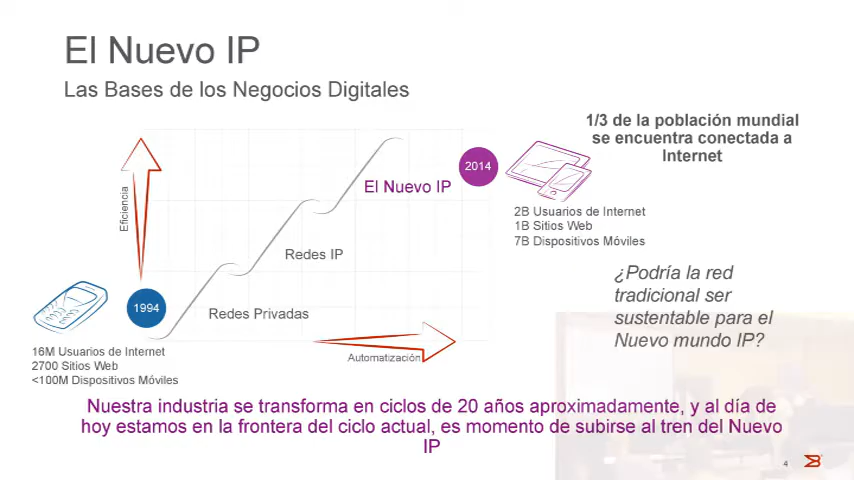 El Nuevo IP
Las Bases de los Negocios Digitales
1/3 de la población mundial
se encuentra conectada a
Internet
2014
El Nuevo IP
Eficiencia
2B Usuarios de Internet
1B Sitios Web
7B Dispositivos Móviles
Redes IP
¿Podría la red
tradicional ser
sustentable para el
Nuevo mundo IP?
1994
Redes Privadas
Automatización
16M Usuarios de Internet
2700 Sitios Web
<100M Dispositivos Móviles
Nuestra industria se transforma en ciclos de 20 años aproximadamente, y al día de
hoy estamos en la frontera del ciclo actual, es momento de subirse al tren del Nuevo
IP
4